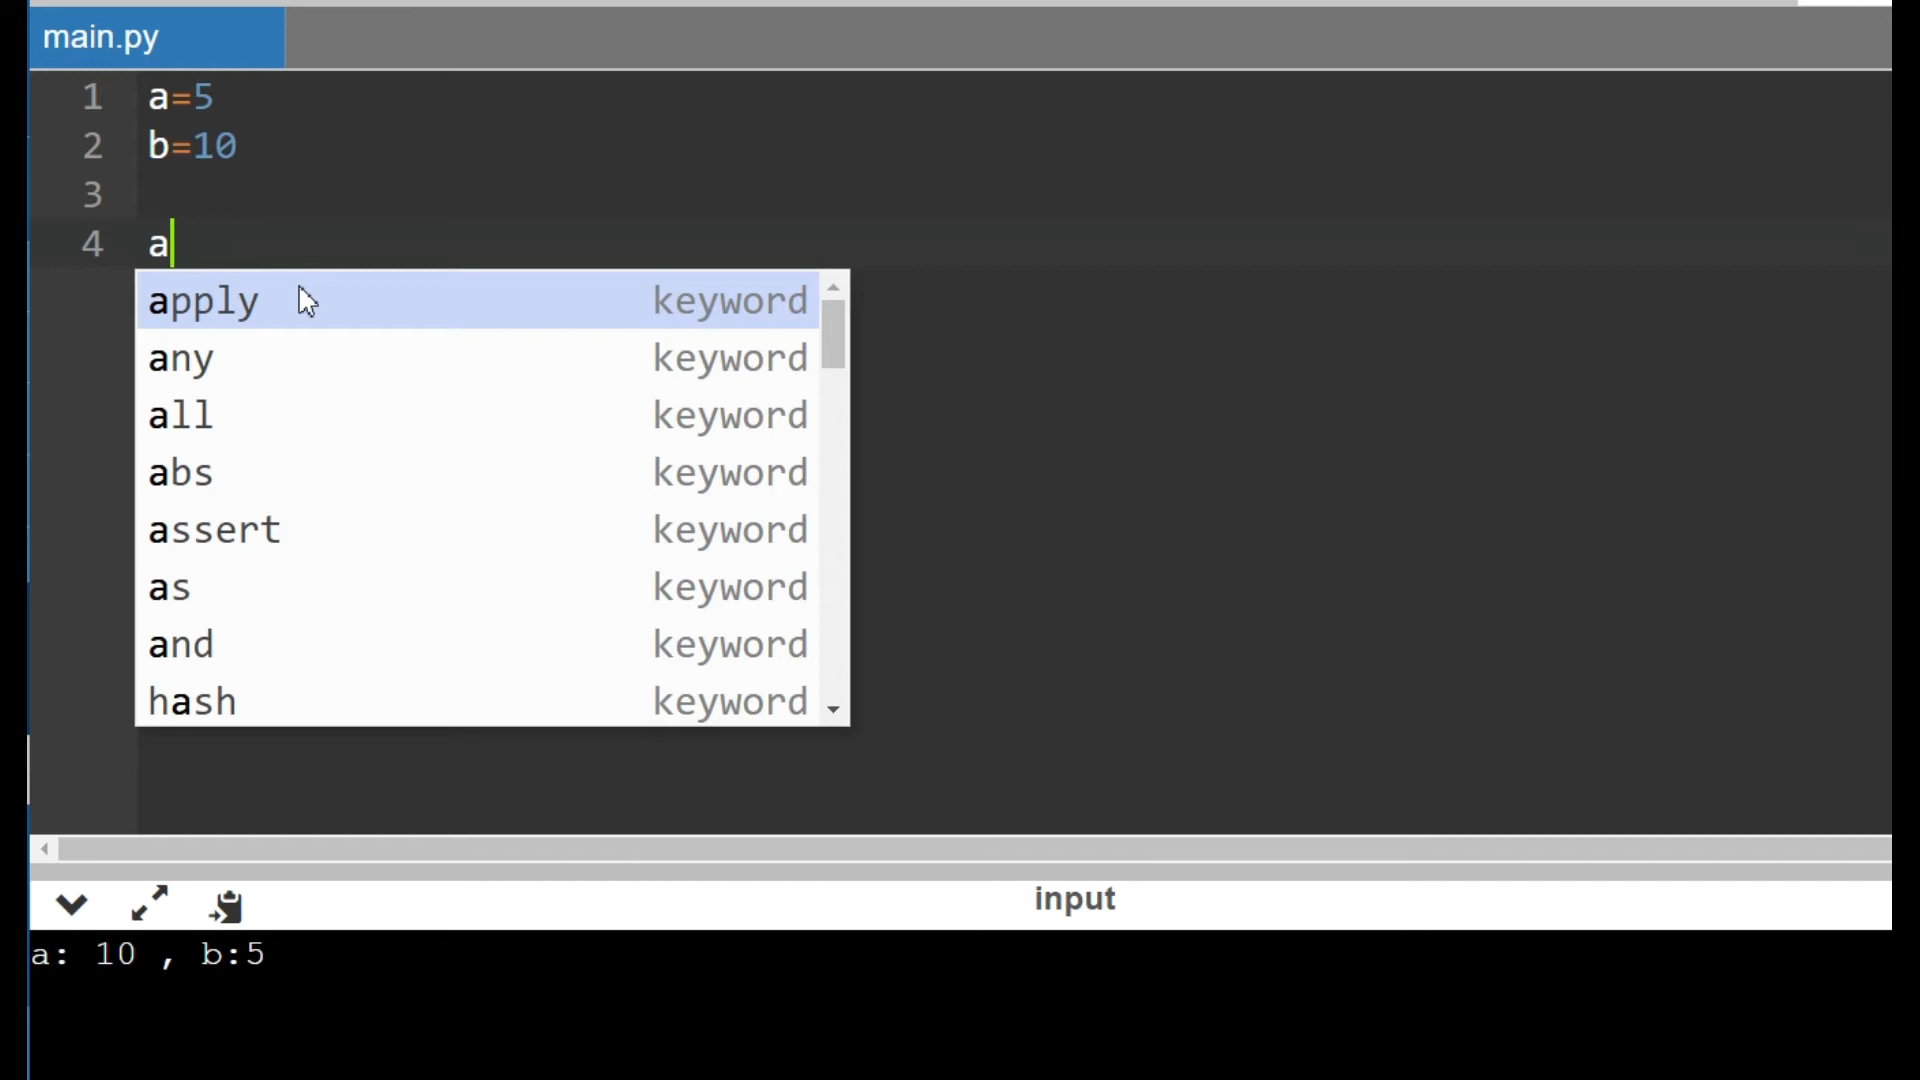 main.py
1 a=5
2 b=10
3
4 a
apply keyword
any keyword
all keyword
abs keyword
assert keyword
as keyword
and keyword
hash keyword
input
a: 10 , b:5